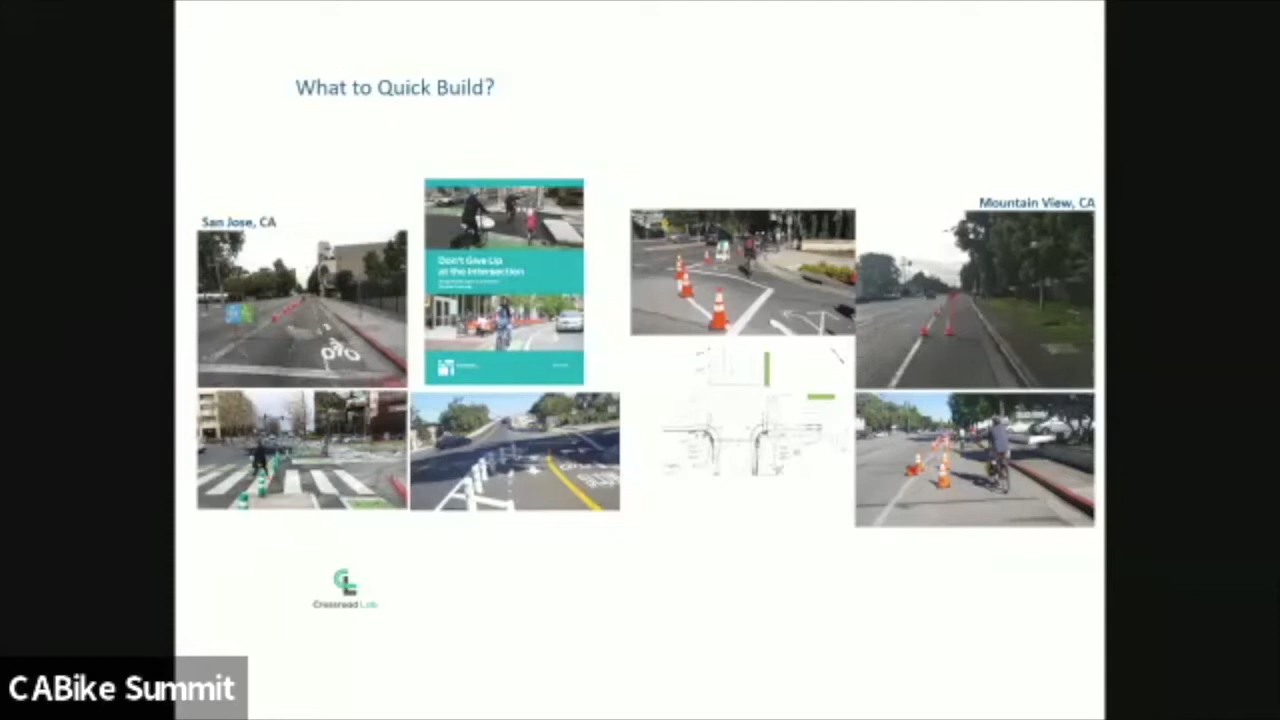 What to Quick Build?
San Jose, CA
Mountain View, CA
Don't Give Up
at the Intersection
Crossroad Lab
CABike Summit